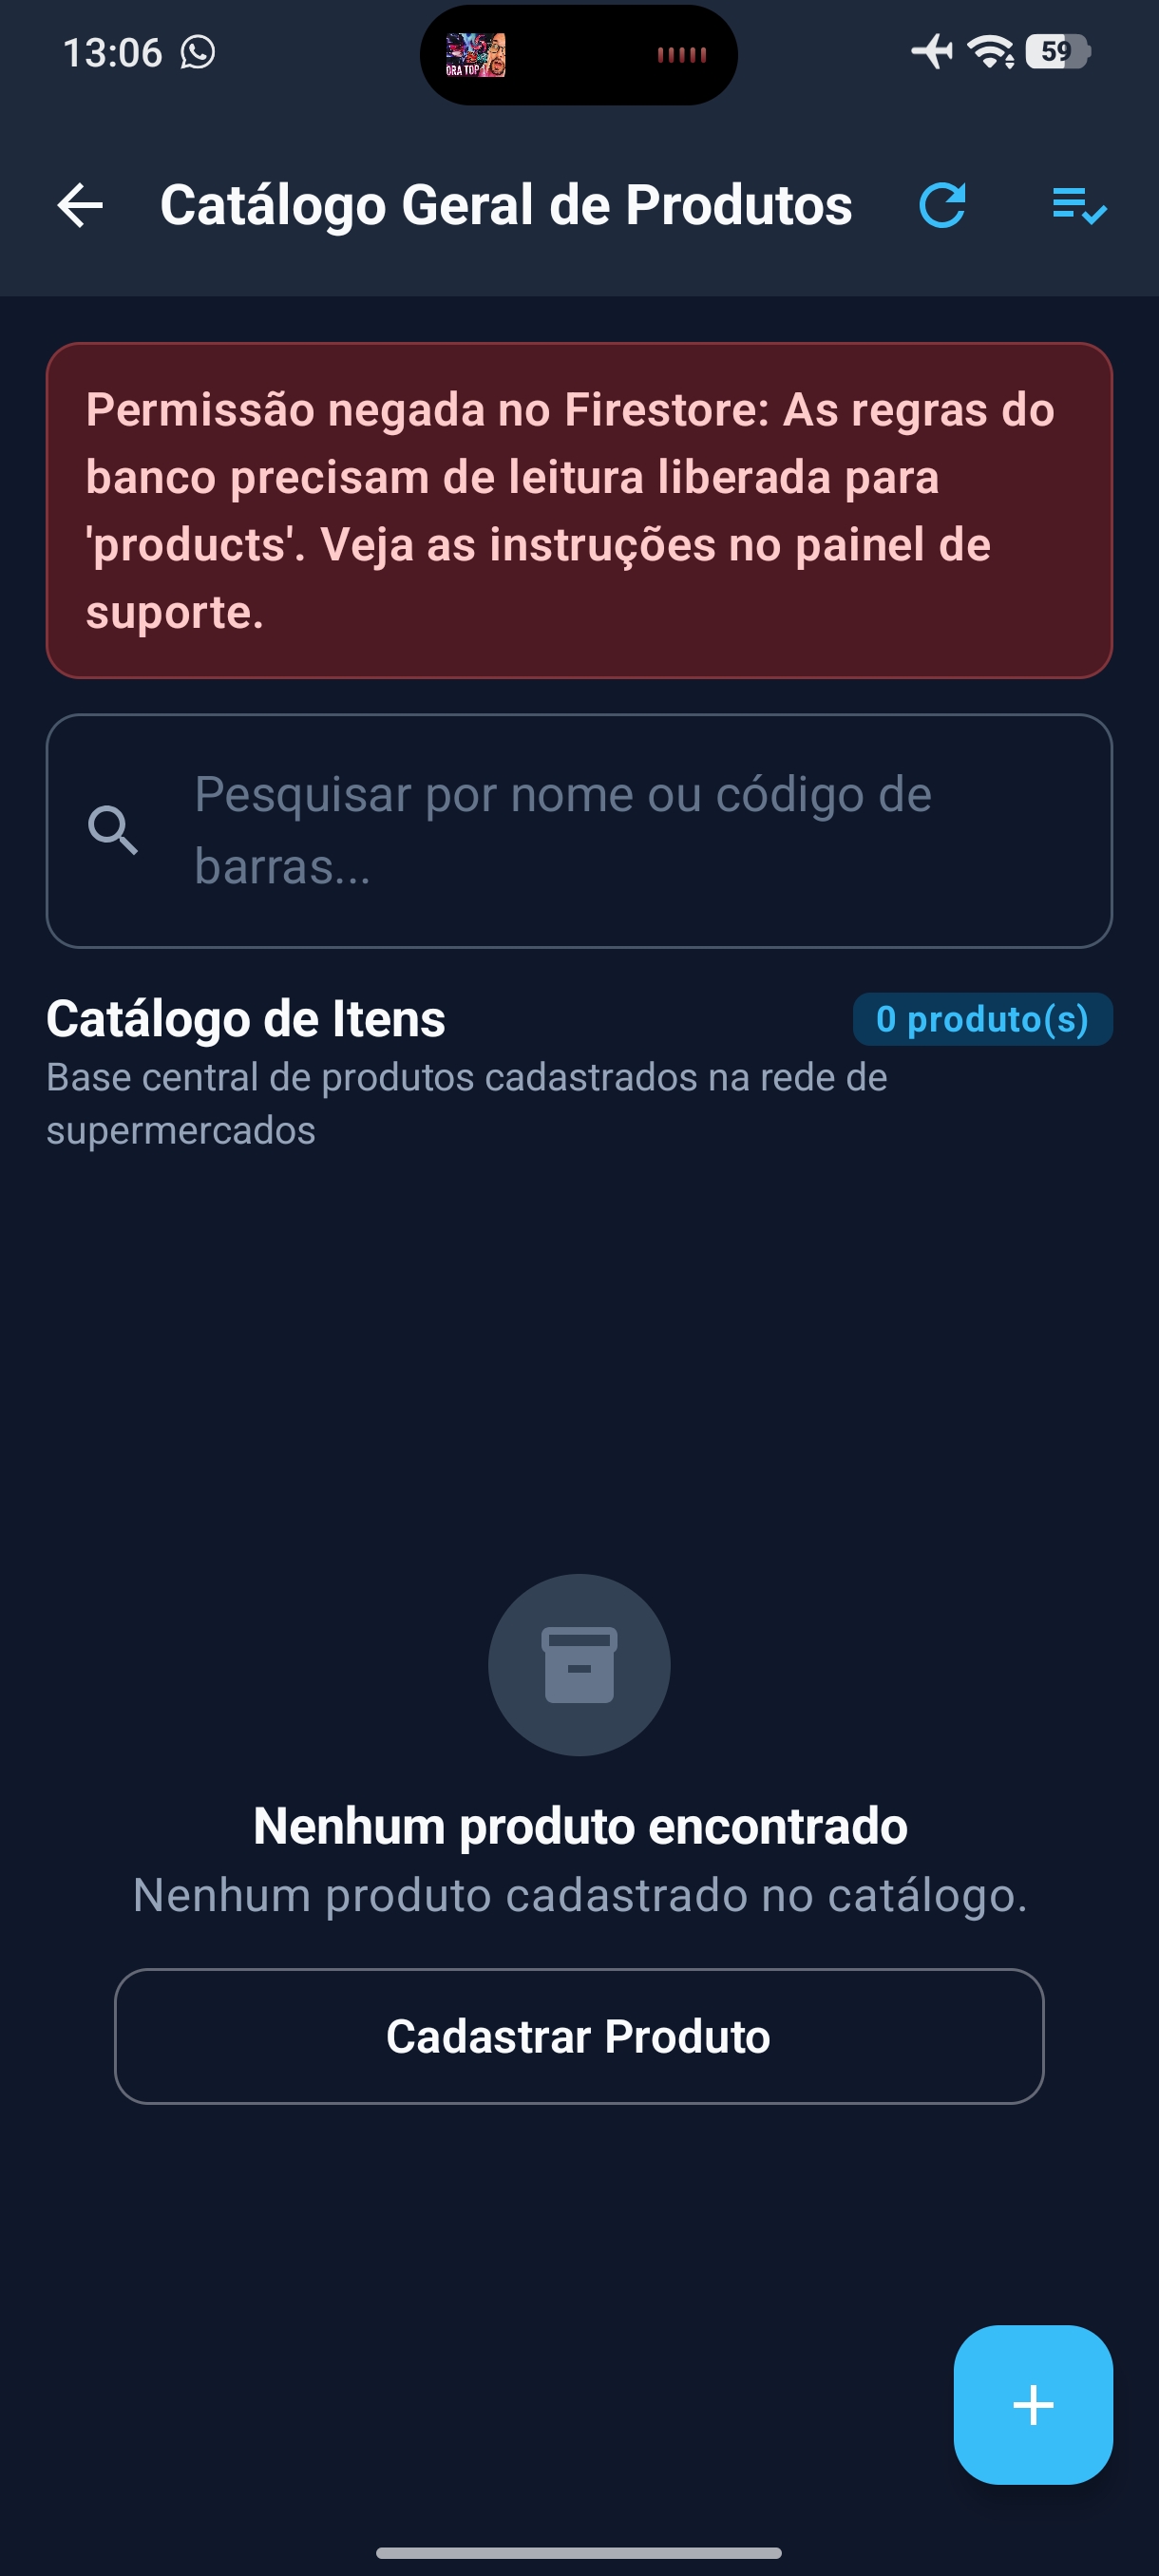 13:06
ORA TOP
59
Catálogo Geral de Produtos
Permissão negada no Firestore: As regras do
banco precisam de leitura liberada para
'products'. Veja as instruções no painel de
suporte.
Pesquisar por nome ou código de
barras...
Catálogo de Itens
0 produto(s)
Base central de produtos cadastrados na rede de
supermercados
Nenhum produto encontrado
Nenhum produto cadastrado no catálogo.
Cadastrar Produto